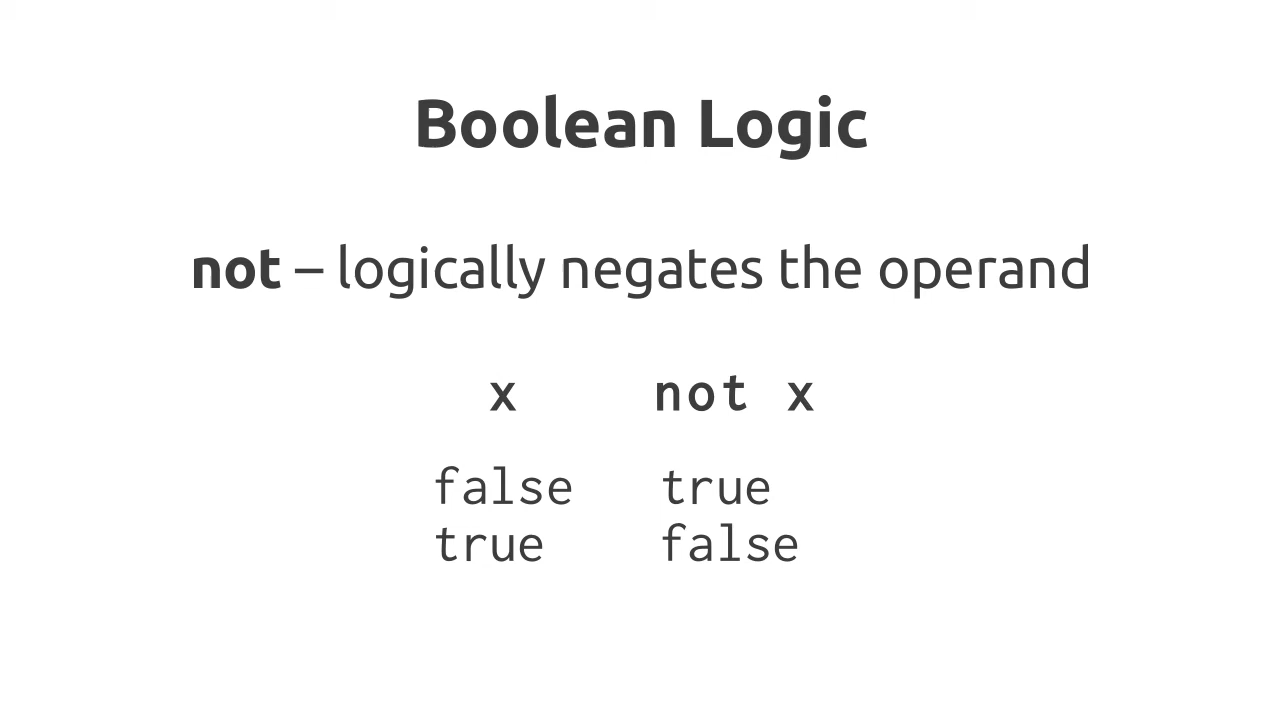 Boolean Logic
not – logically negates the operand
x not x
false true
true false